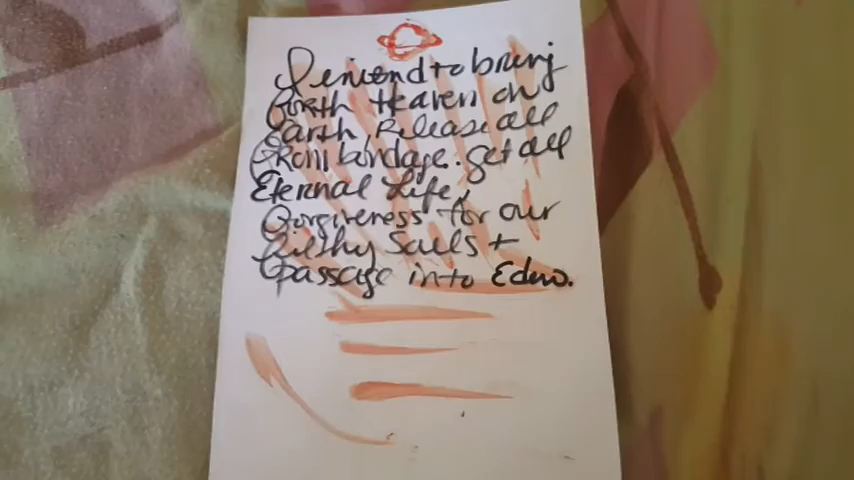 I intend to bring
forth Heaven on
Earth, Release all
from bondage. get all
Eternal Life,
Forgiveness for our
filthy Souls +
passage into Eden.